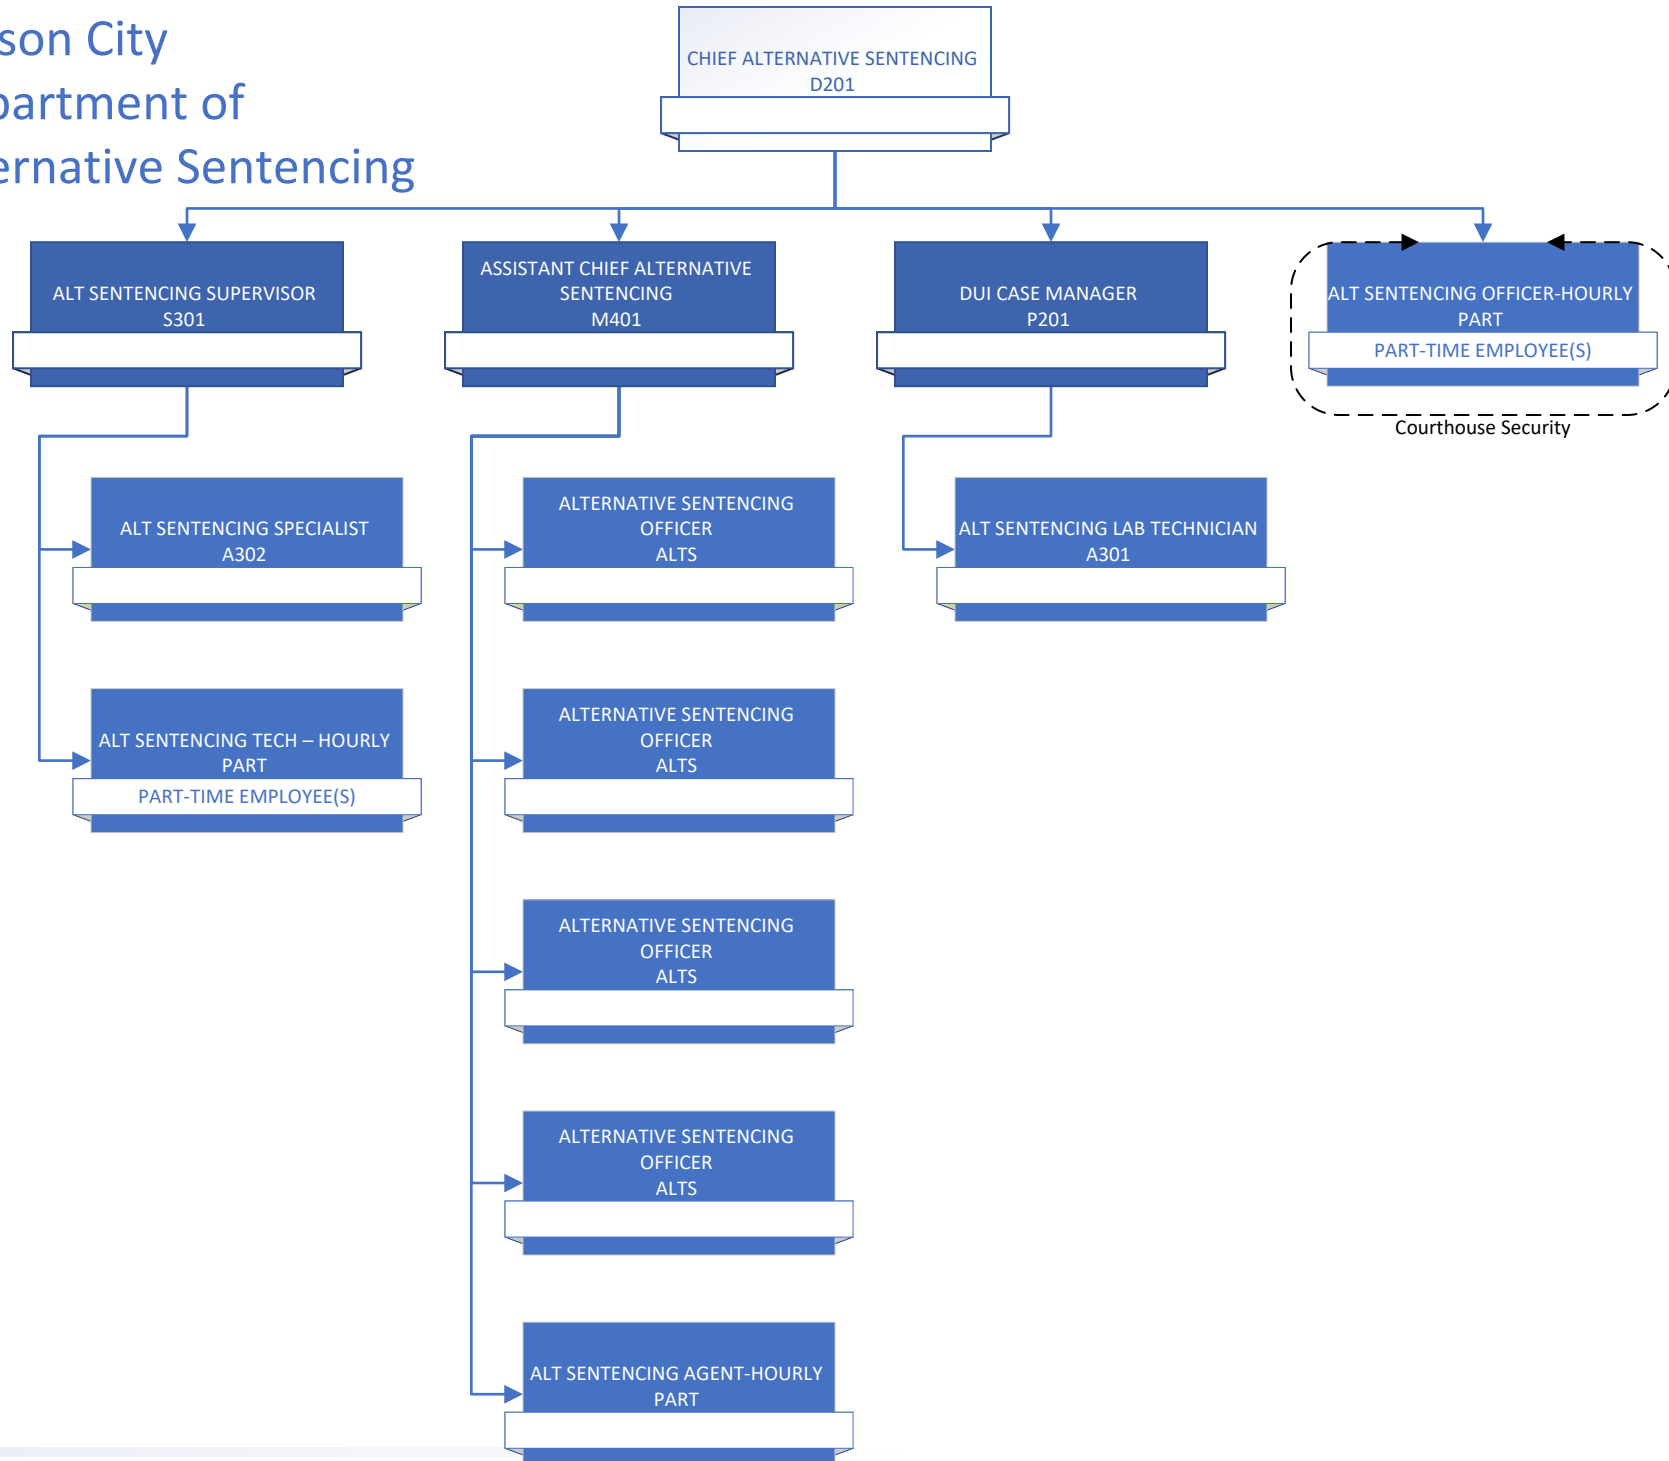 son City
partment of
ernative Sentencing
CHIEF ALTERNATIVE SENTENCING
D201
ALT SENTENCING SUPERVISOR
S301
ASSISTANT CHIEF ALTERNATIVE
SENTENCING
M401
DUI CASE MANAGER
P201
ALT SENTENCING OFFICER-HOURLY
PART
PART-TIME EMPLOYEE(S)
Courthouse Security
ALT SENTENCING SPECIALIST
A302
ALTERNATIVE SENTENCING
OFFICER
ALTS
ALT SENTENCING LAB TECHNICIAN
A301
ALT SENTENCING TECH – HOURLY
PART
PART-TIME EMPLOYEE(S)
ALTERNATIVE SENTENCING
OFFICER
ALTS
ALTERNATIVE SENTENCING
OFFICER
ALTS
ALTERNATIVE SENTENCING
OFFICER
ALTS
ALT SENTENCING AGENT-HOURLY
PART